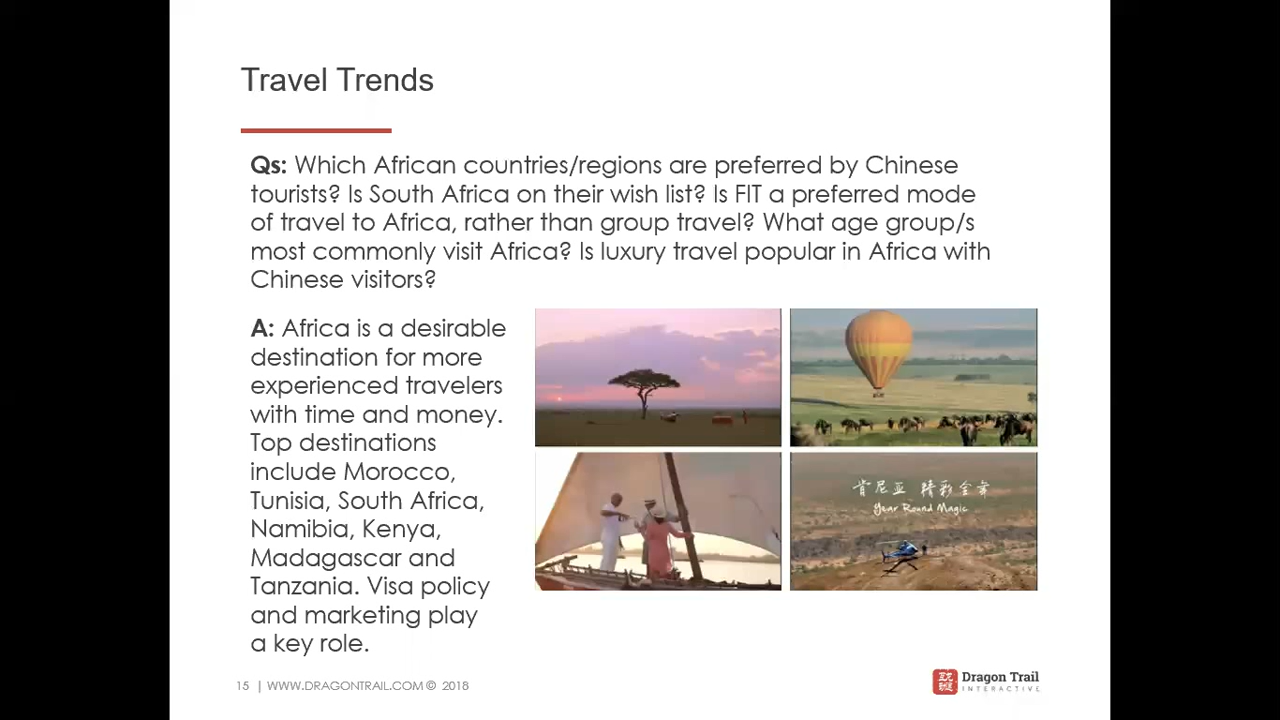 Travel Trends
Qs: Which African countries/regions are preferred by Chinese
tourists? Is South Africa on their wish list? Is FIT a preferred mode
of travel to Africa, rather than group travel? What age group/s
most commonly visit Africa? Is luxury travel popular in Africa with
Chinese visitors?
A: Africa is a desirable
destination for more
experienced travelers
with time and money.
Top destinations
include Morocco,
Tunisia, South Africa,
Namibia, Kenya,
Madagascar and
Tanzania. Visa policy
and marketing play
a key role.
肯尼亚 精彩全年
Year Round Magic
15 | WWW.DRAGONTRAIL.COM © 2018
Dragon Trail
INTERACTIVE